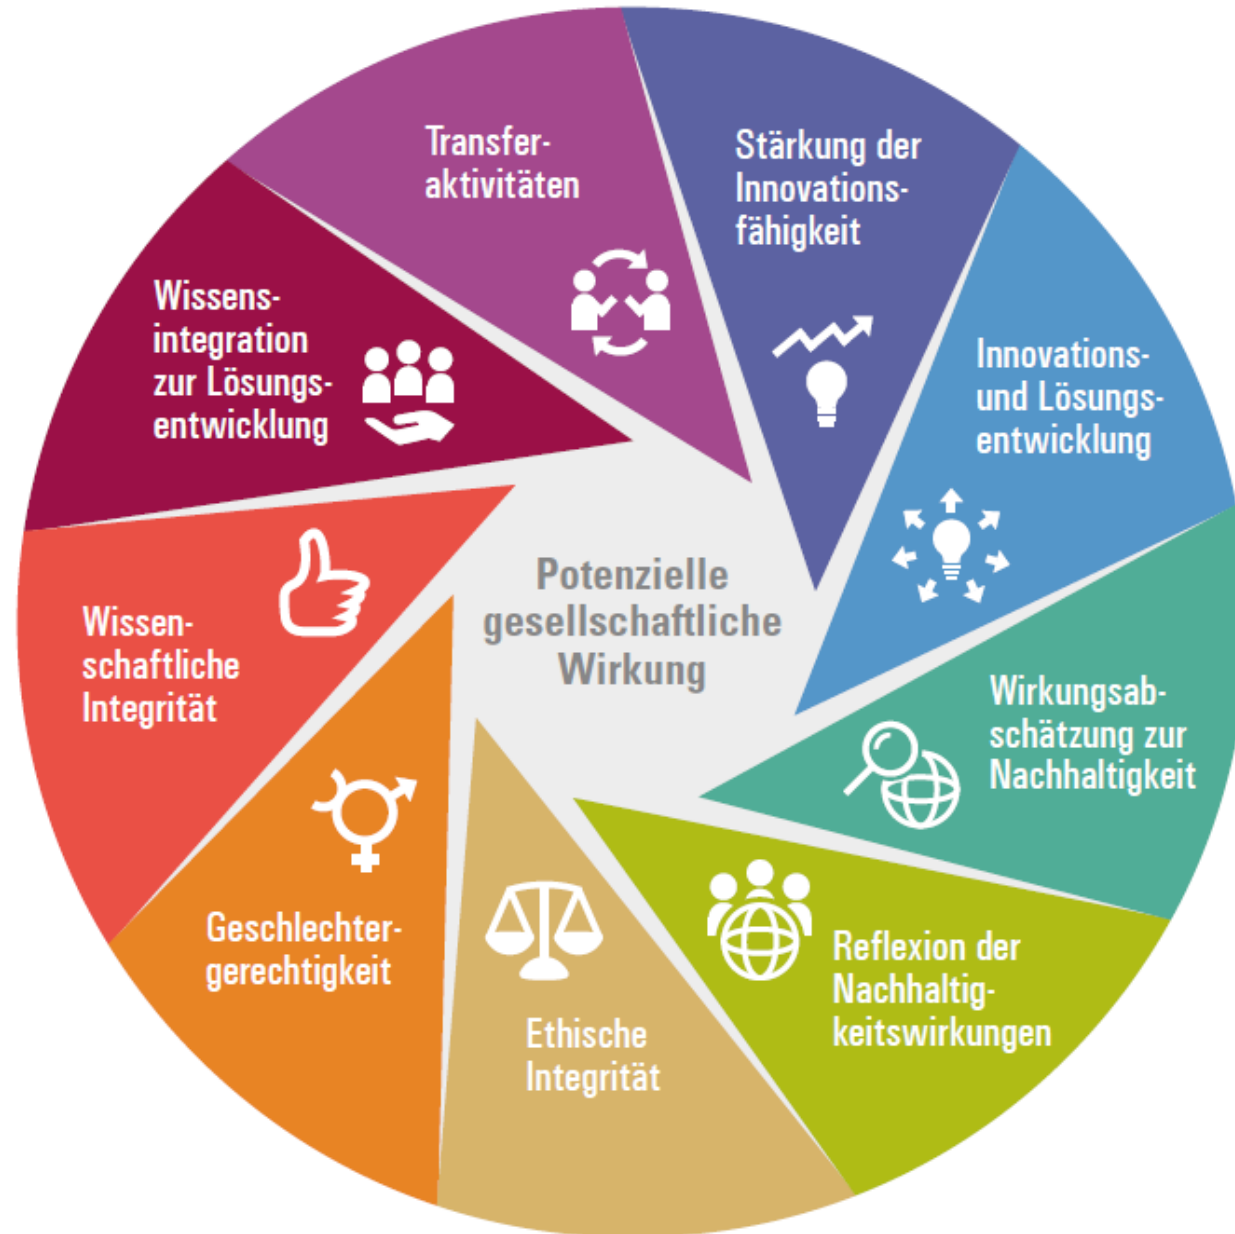 Transfer-
aktivitäten
Stärkung der
Innovations-
fähigkeit
Innovations-
und Lösungs-
entwicklung
Wirkungsab-
schätzung zur
Nachhaltigkeit
Reflexion der
Nachhaltig-
keitswirkungen
Ethische
Integrität
Geschlechter-
gerechtigkeit
Wissen-
schaftliche
Integrität
Wissens-
integration
zur Lösungs-
entwicklung
Potenzielle
gesellschaftliche
Wirkung